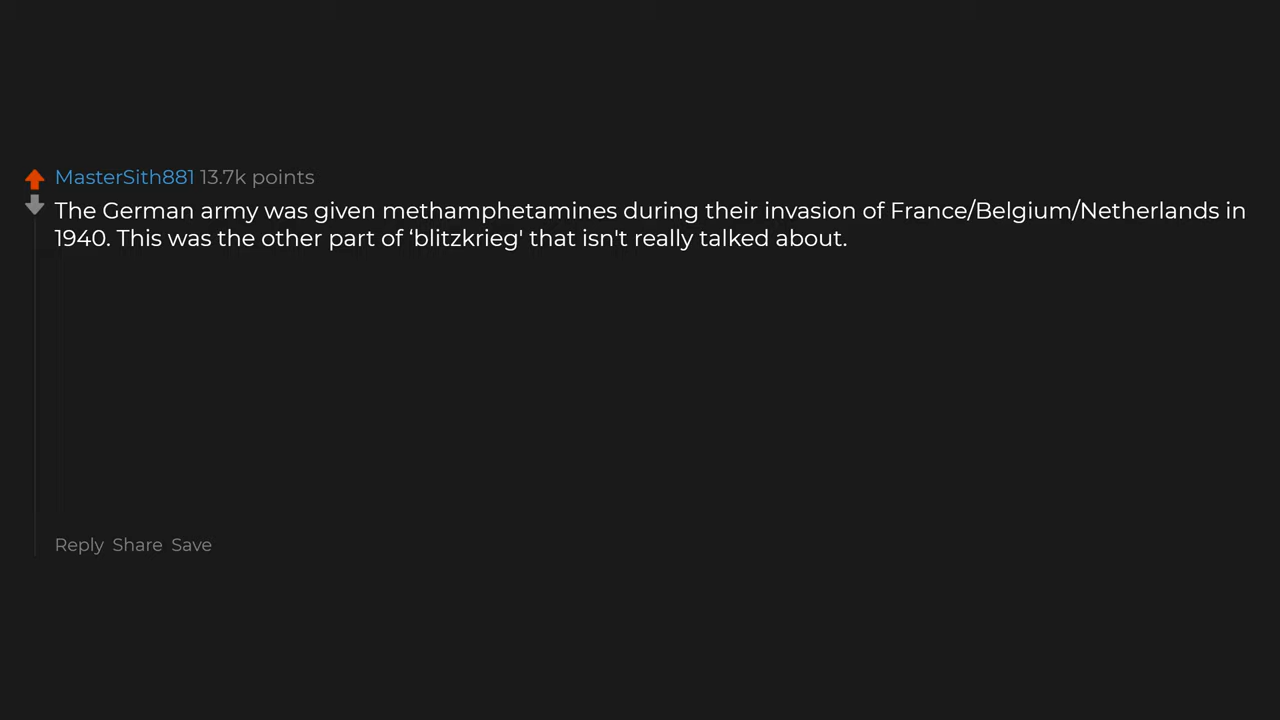 MasterSith881 13.7k points
The German army was given methamphetamines during their invasion of France/Belgium/Netherlands in
1940. This was the other part of ‘blitzkrieg' that isn't really talked about.
Reply Share Save